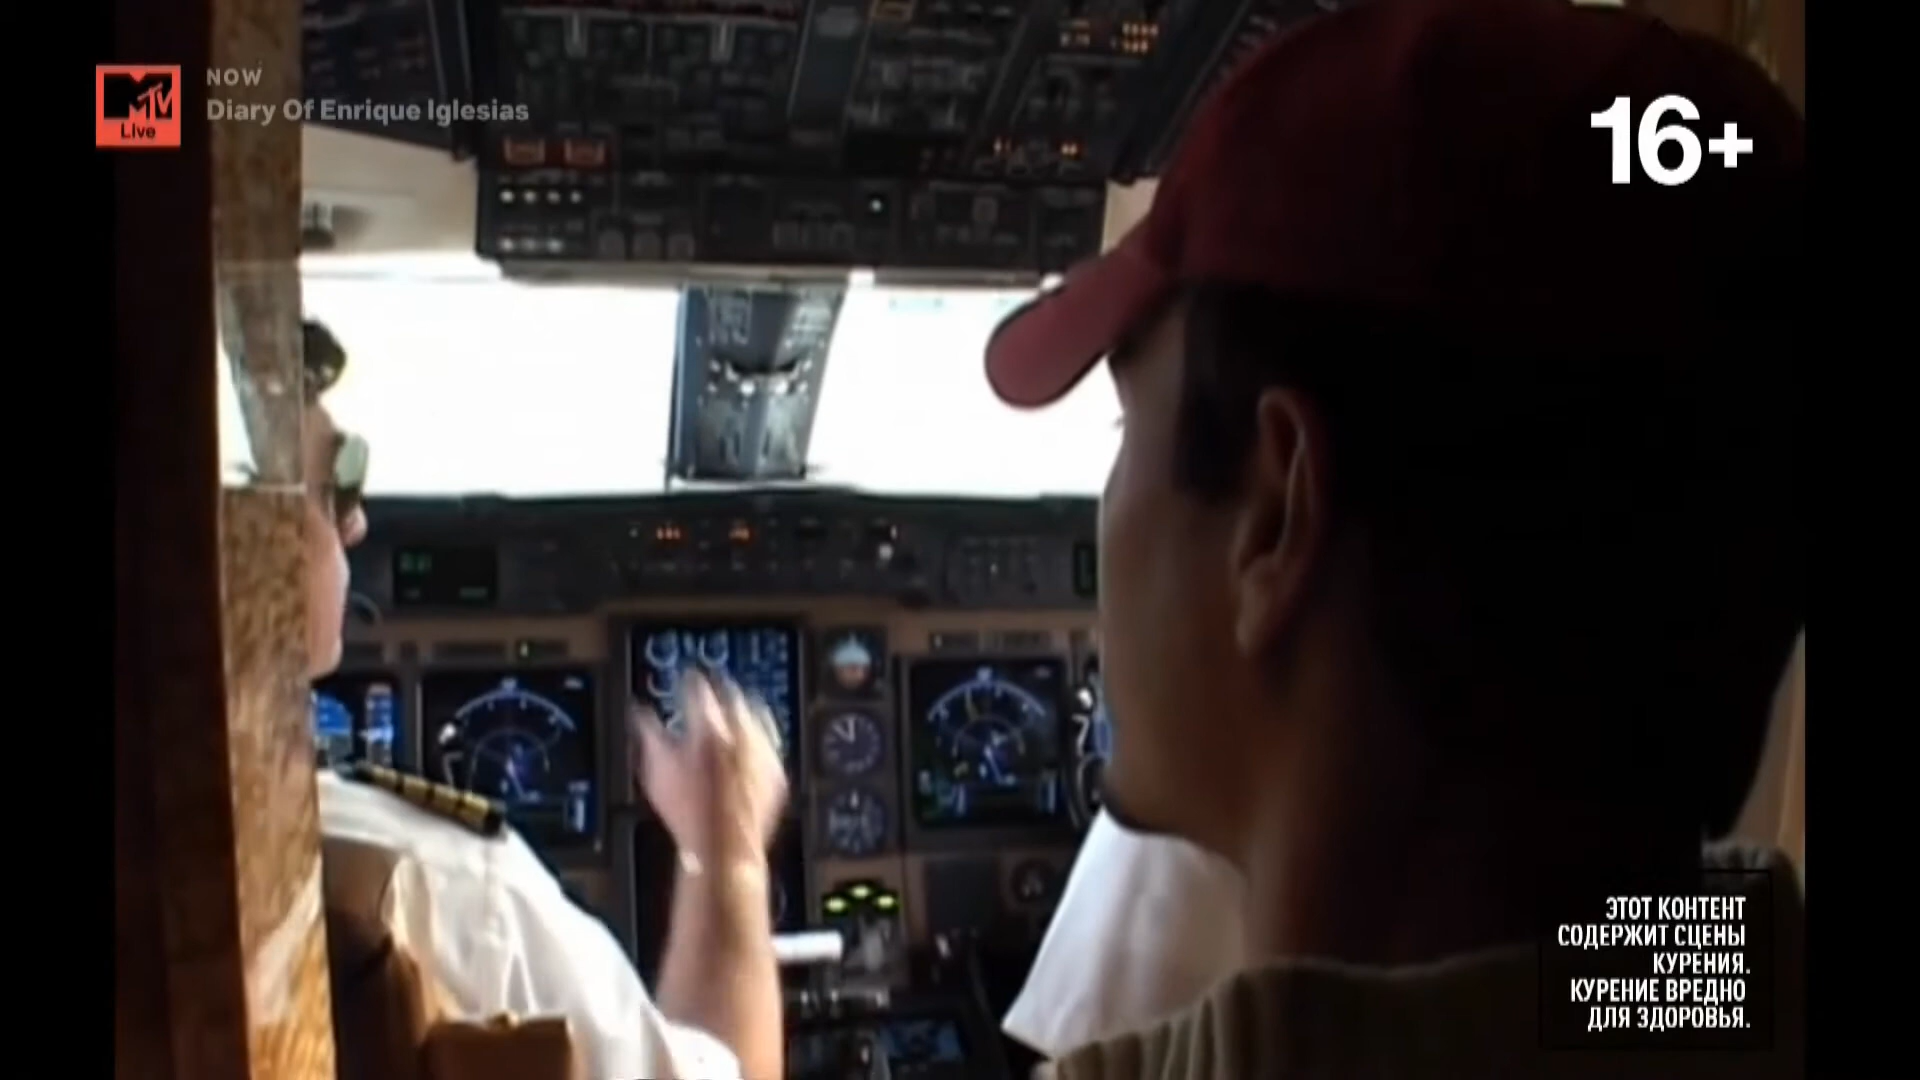 NOW
Diary Of Enrique Iglesias
MTV
Live
16+
ЭТОТ КОНТЕНТ
СОДЕРЖИТ СЦЕНЫ
КУРЕНИЯ.
КУРЕНИЕ ВРЕДНО
ДЛЯ ЗДОРОВЬЯ.